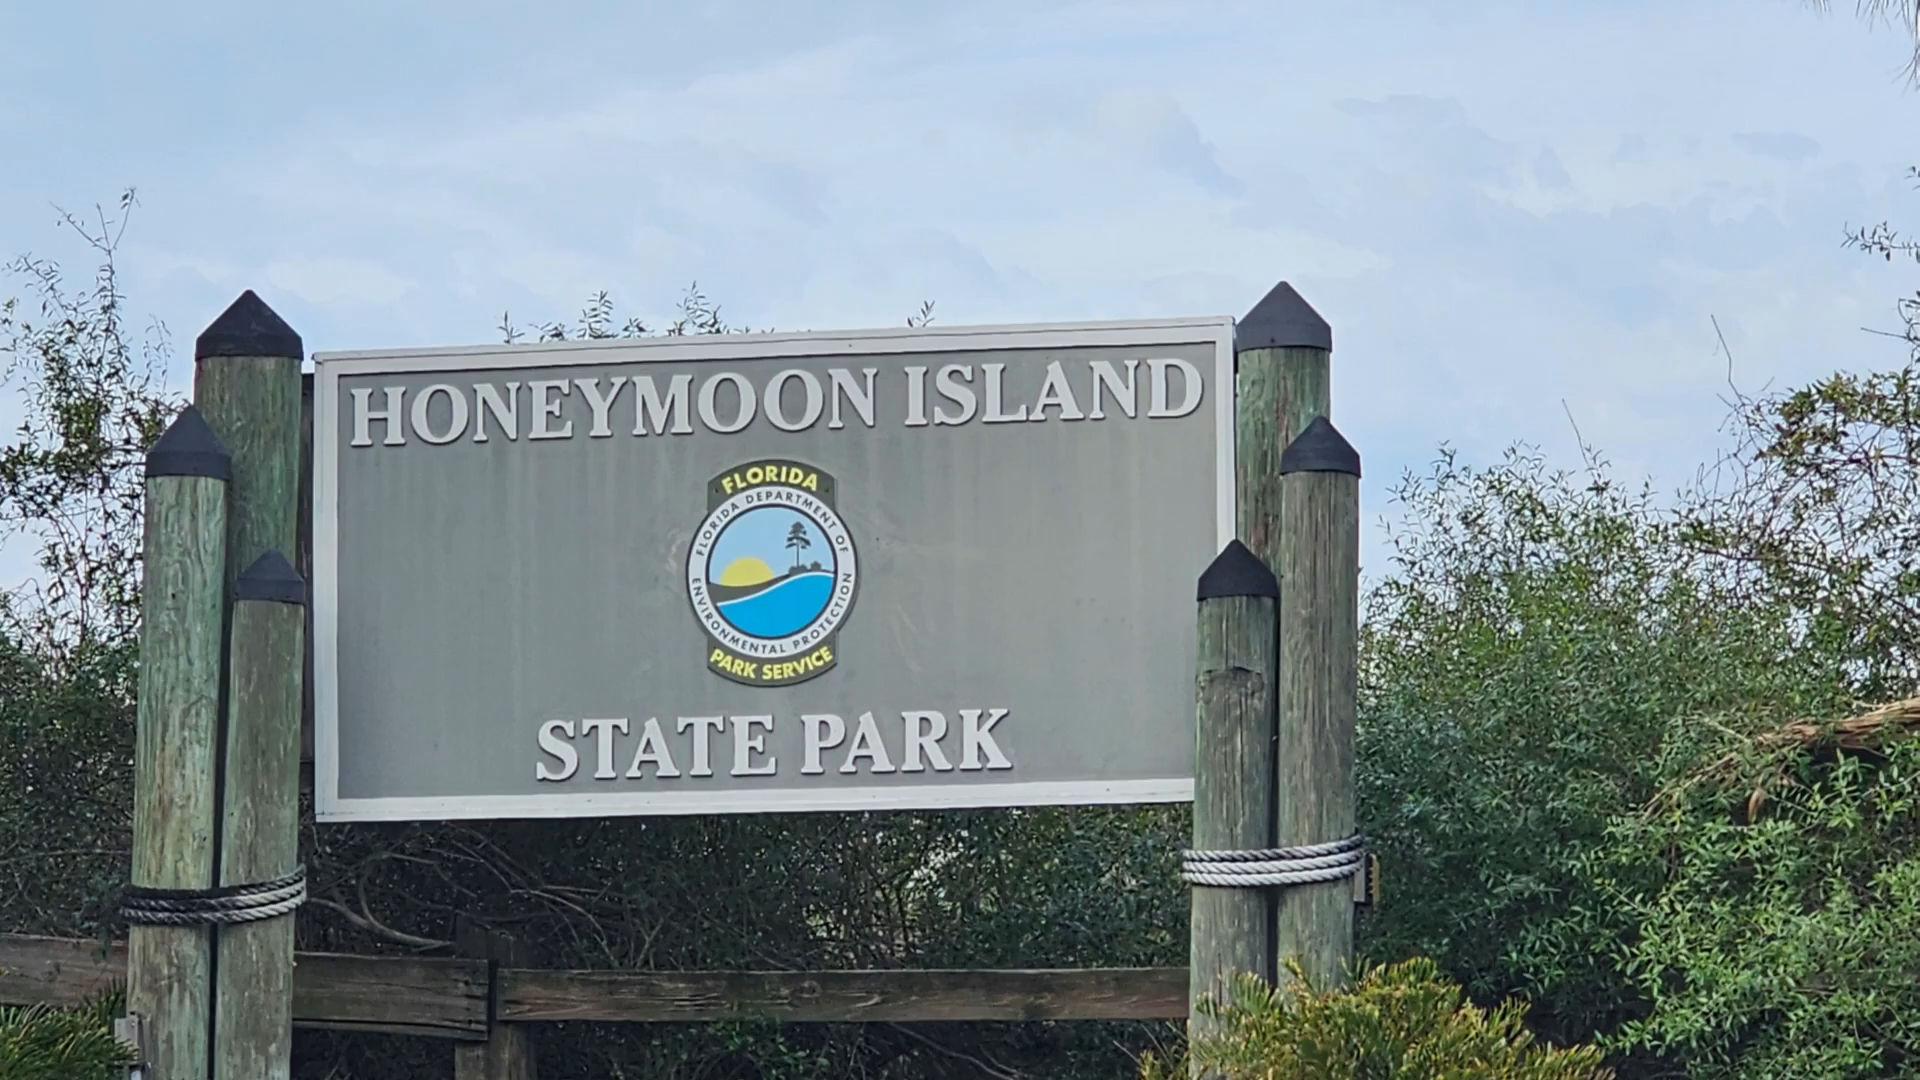 HONEYMOON ISLAND
FLORIDA
FLORIDA DEPARTMENT OF
ENVIRONMENTAL PROTECTION
PARK SERVICE
STATE PARK